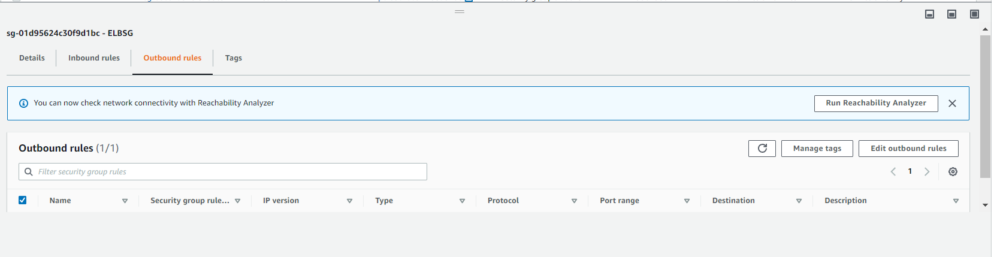 sg-01d95624c30f9d1bc - ELBSG
Details Inbound rules Outbound rules Tags
You can now check network connectivity with Reachability Analyzer Run Reachability Analyzer
Outbound rules (1/1) Manage tags Edit outbound rules
Filter security group rules 1
Name Security group rule... IP version Type Protocol Port range Destination Description